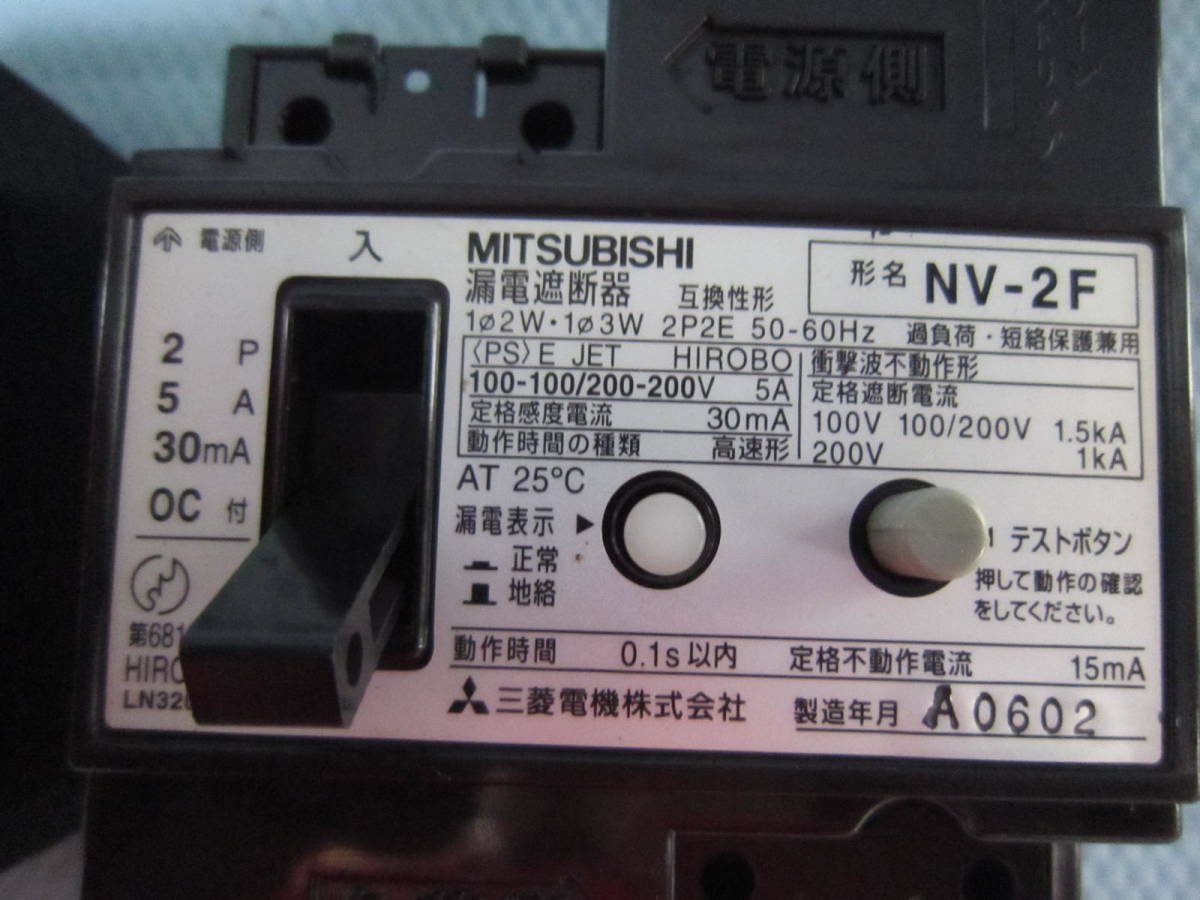 電源側
電源側
入
2 P
5 A
30mA
OC 付
第681
HIRO
LN320
MITSUBISHI
漏電遮断器 互換性形
形名 NV-2F
1ø2W・1ø3W 2P2E 50-60Hz 過負荷・短絡保護兼用
〈PS〉E JET HIROBO
100-100/200-200V 5A
定格感度電流 30mA
動作時間の種類 高速形
衝撃波不動作形
定格遮断電流
100V 100/200V 1.5kA
200V 1kA
AT 25℃
漏電表示 ▶
正常
地絡
テストボタン
押して動作の確認
をしてください。
動作時間 0.1s以内 定格不動作電流 15mA
三菱電機株式会社 製造年月 A0602